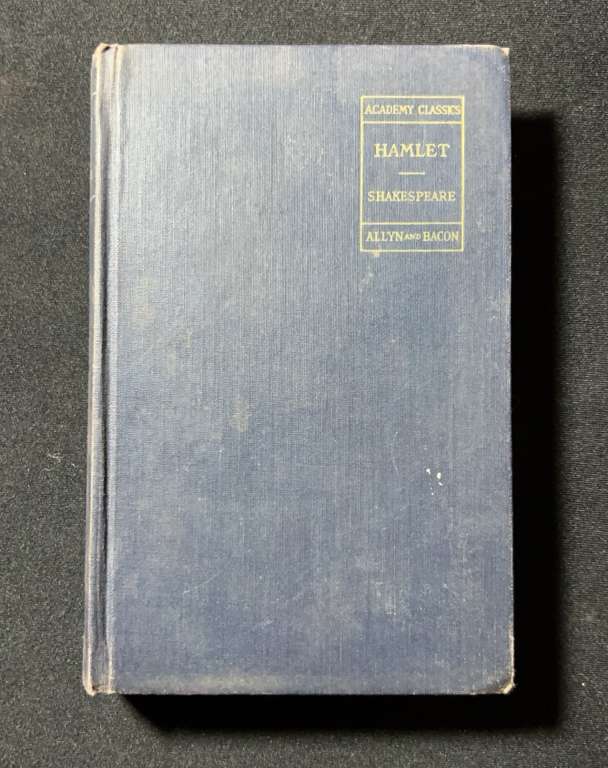 ACADEMY CLASSICS
HAMLET
SHAKESPEARE
ALLYN AND BACON